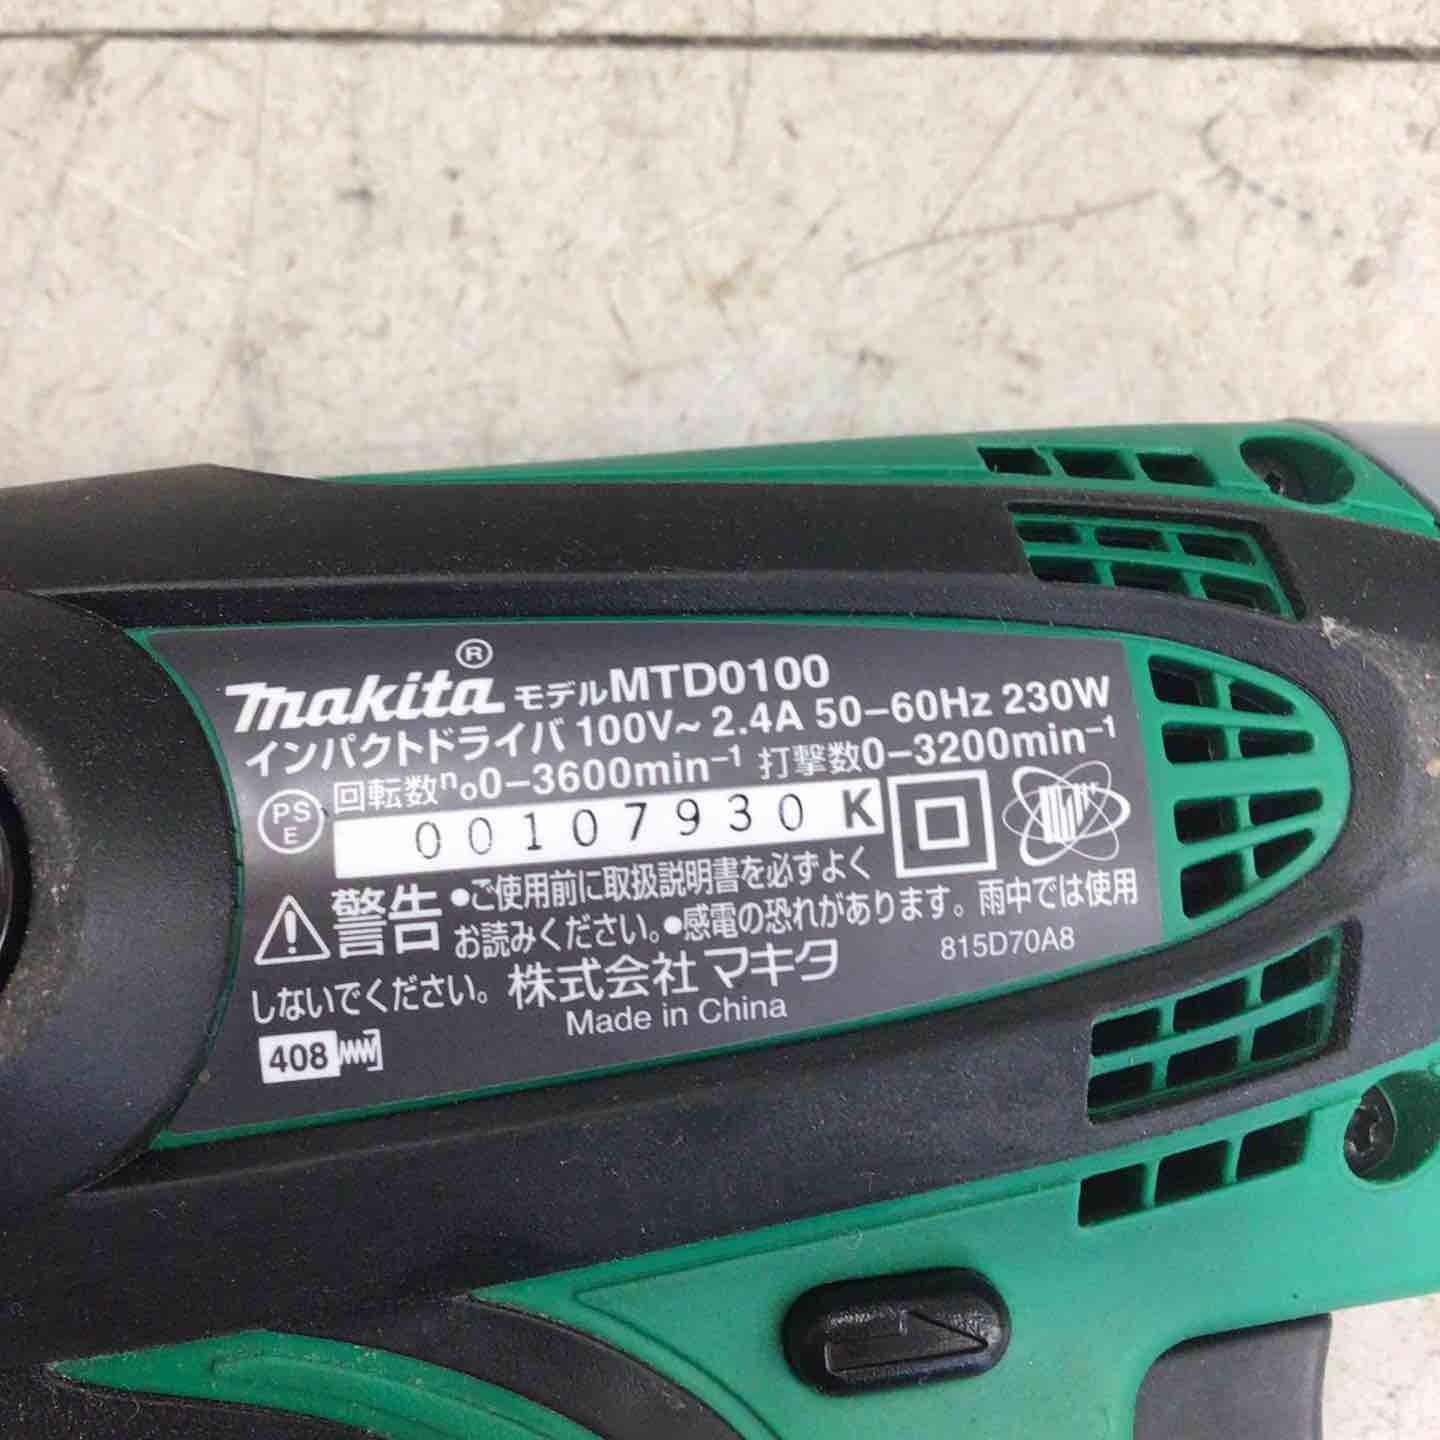 makita® モデルMTD0100
インパクトドライバ 100V~ 2.4A 50-60Hz 230W
回転数n₀0-3600min⁻¹ 打撃数0-3200min⁻¹
PS
E
00107930K
警告 ●ご使用前に取扱説明書を必ずよく
お読みください。●感電の恐れがあります。雨中では使用
しないでください。株式会社マキタ 815D70A8
Made in China
408